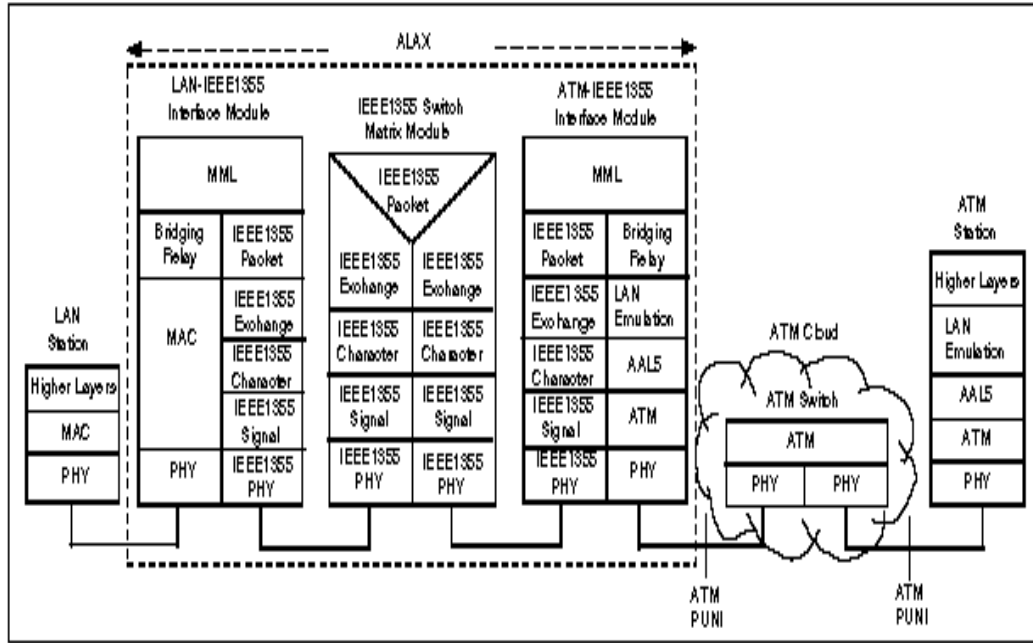 ALAX
LAN-IEEE1355
Interface Module
MML
Bridging
Relay
IEEE1355
Packet
MAC
IEEE1355
Exchange
IEEE1355
Character
IEEE1355
Signal
PHY
IEEE1355
PHY
IEEE1355 Switch
Matrix Module
IEEE1355
Packet
IEEE1355
Exchange
IEEE1355
Exchange
IEEE1355
Character
IEEE1355
Character
IEEE1355
Signal
IEEE1355
Signal
IEEE1355
PHY
IEEE1355
PHY
ATM-IEEE1355
Interface Module
MML
IEEE1355
Packet
Bridging
Relay
IEEE1355
Exchange
LAN
Emulation
IEEE1355
Character
AAL5
IEEE1355
Signal
ATM
IEEE1355
PHY
PHY
LAN
Station
Higher Layers
MAC
PHY
ATM Cloud
ATM Switch
ATM
PHY
PHY
ATM
Station
Higher Layers
LAN
Emulation
AAL5
ATM
PHY
ATM
PUNI
ATM
PUNI